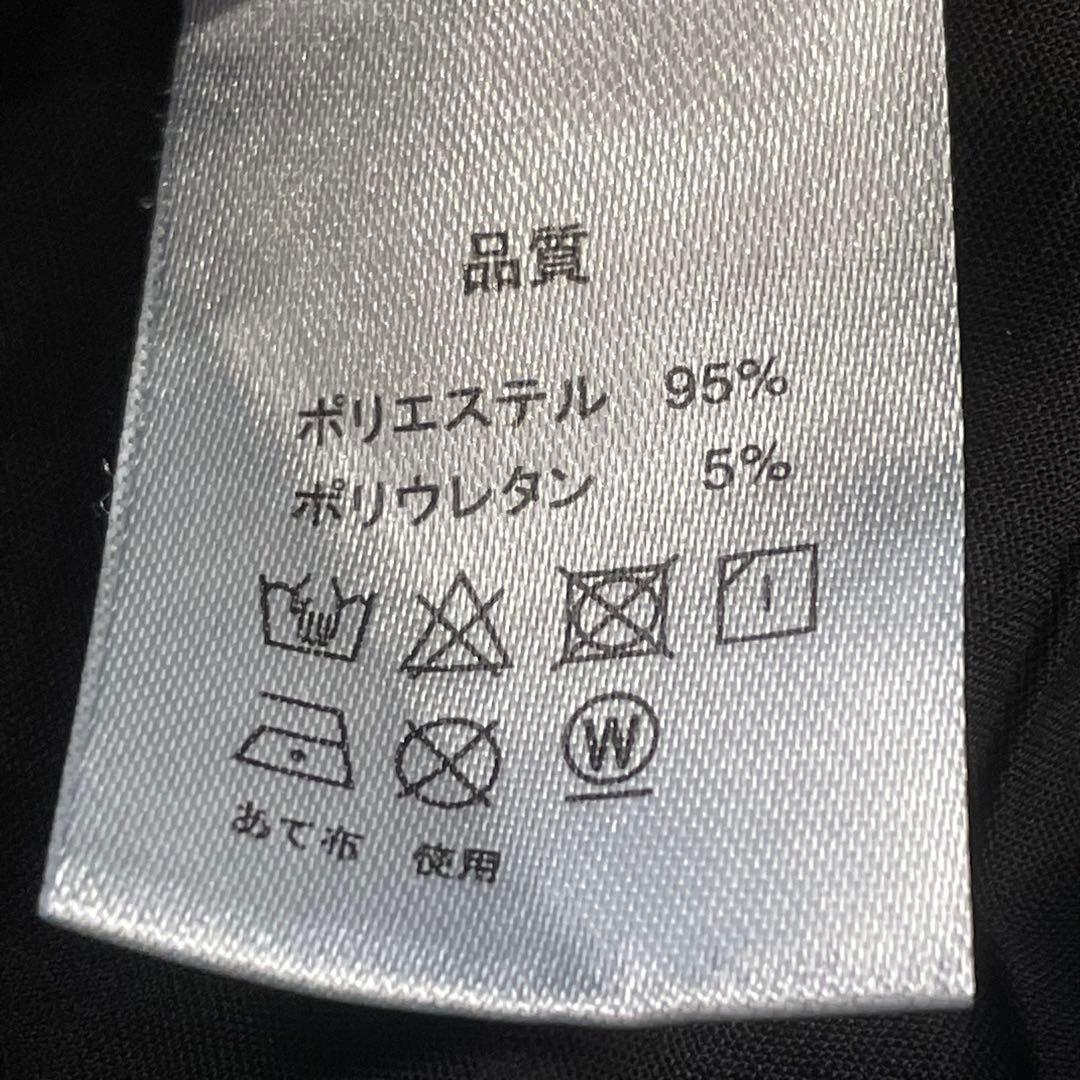 品質
ポリエステル 95%
ポリウレタン 5%
W
あて布 使用